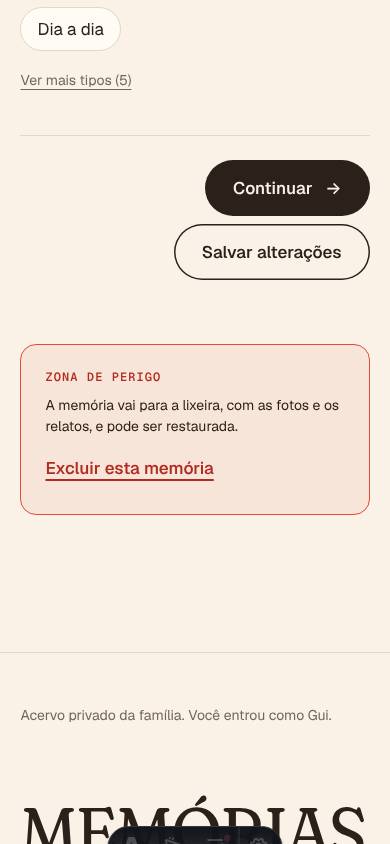 Dia a dia
Ver mais tipos (5)
Continuar →
Salvar alterações
ZONA DE PERIGO
A memória vai para a lixeira, com as fotos e os
relatos, e pode ser restaurada.
Excluir esta memória
Acervo privado da família. Você entrou como Gui.
MEMÓRIAS